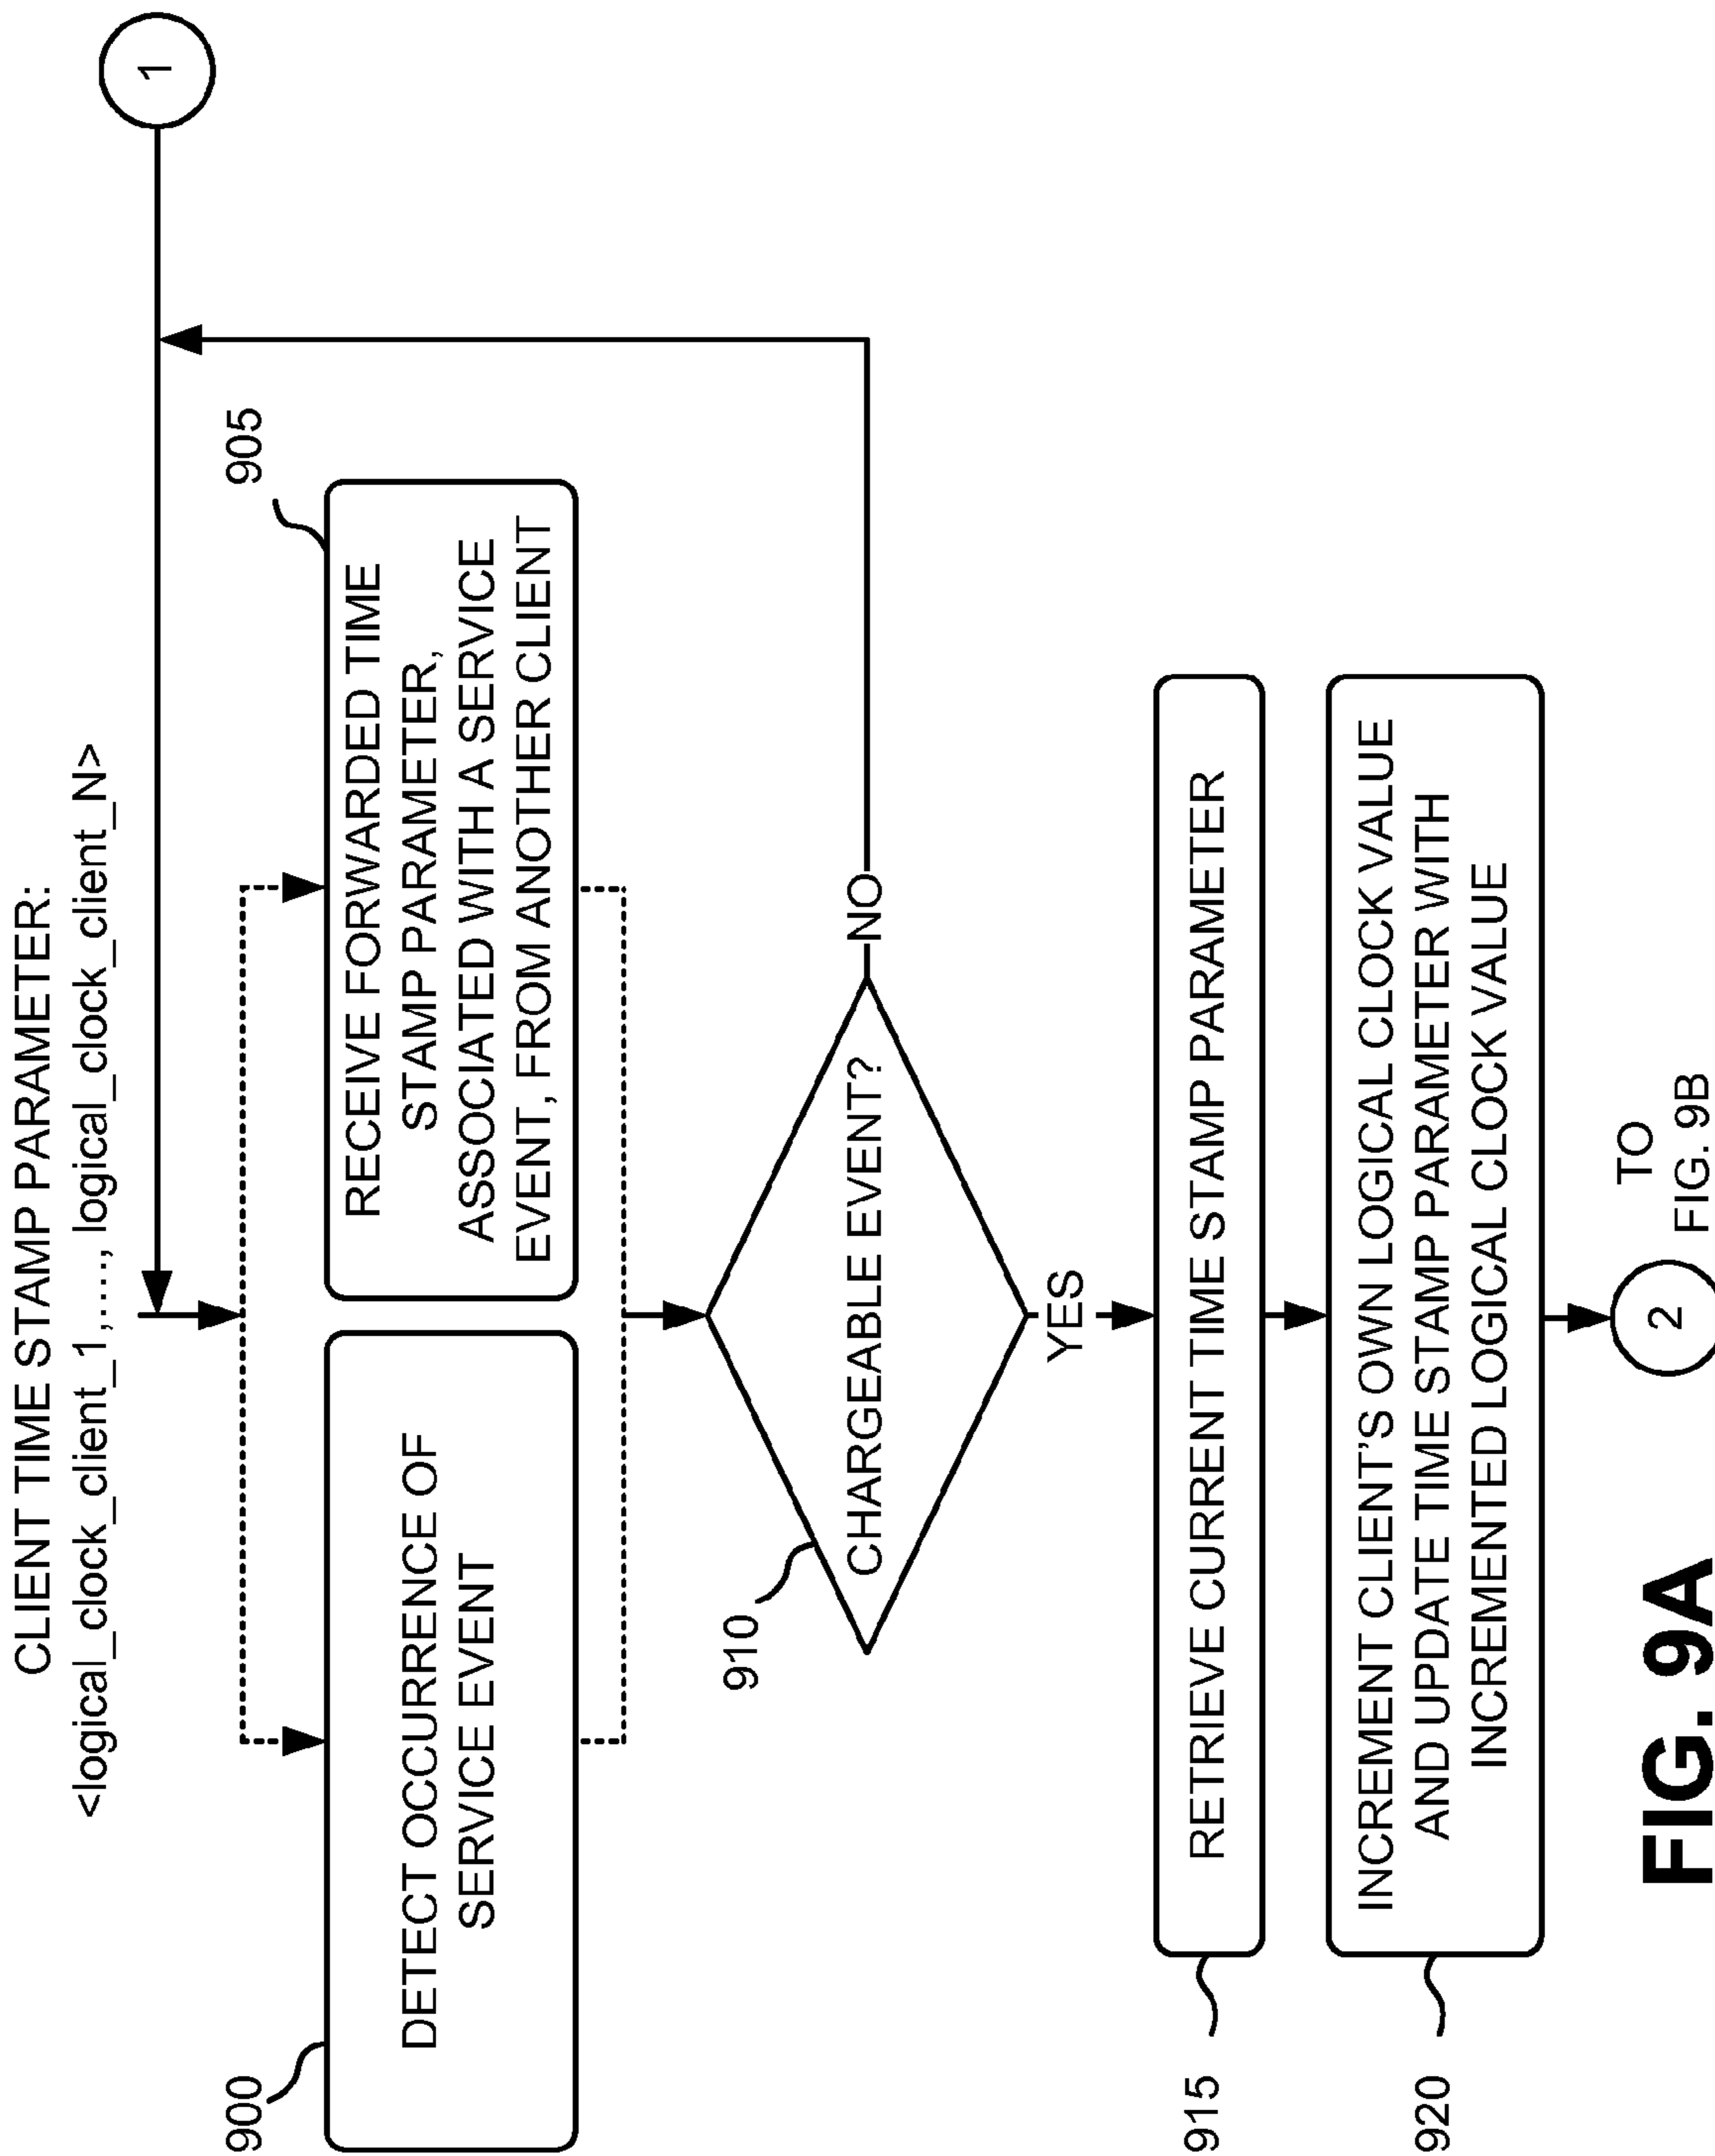 CLIENT TIME STAMP PARAMETER:
<logical_clock_client_1,...., logical_clock_client_N>
1
900
DETECT OCCURRENCE OF
SERVICE EVENT
905
RECEIVE FORWARDED TIME
STAMP PARAMETER,
ASSOCIATED WITH A SERVICE
EVENT, FROM ANOTHER CLIENT
910
CHARGEABLE EVENT?
NO
YES
915
RETRIEVE CURRENT TIME STAMP PARAMETER
920
INCREMENT CLIENT'S OWN LOGICAL CLOCK VALUE
AND UPDATE TIME STAMP PARAMETER WITH
INCREMENTED LOGICAL CLOCK VALUE
2
TO
FIG. 9B
FIG. 9A